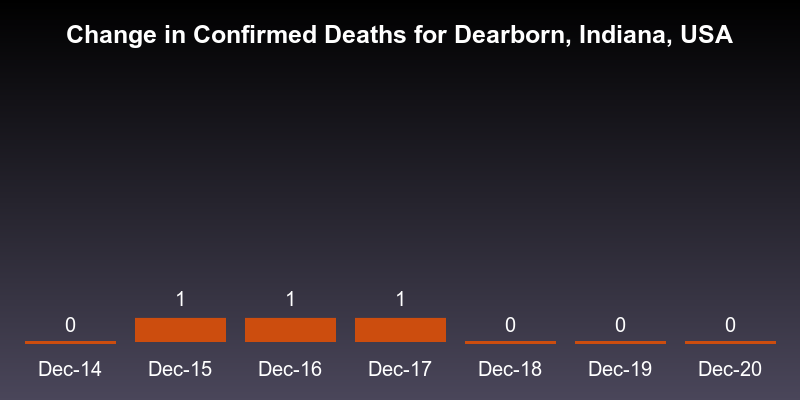 Change in Confirmed Deaths for Dearborn, Indiana, USA
0 1 1 1 0 0 0
Dec-14 Dec-15 Dec-16 Dec-17 Dec-18 Dec-19 Dec-20